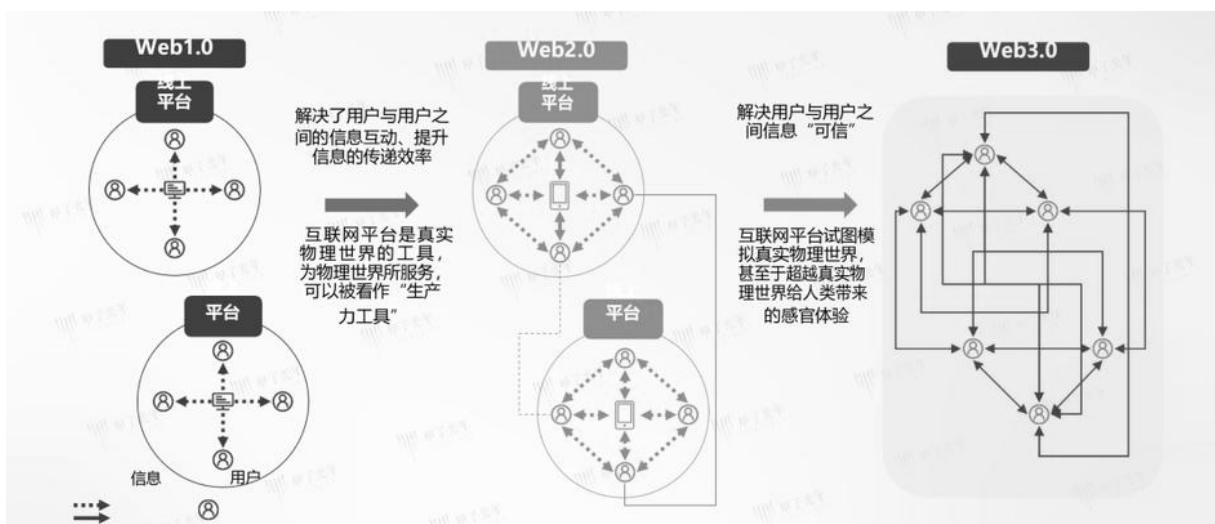 Web1.0
线上
平台
解决了用户与用户之
间的信息互动、提升
信息的传递效率
互联网平台是真实
物理世界的工具，
为物理世界所服务，
可以被看作“生产
力工具”
平台
信息
用户
Web2.0
线上
平台
解决用户与用户之
间信息“可信”
互联网平台试图模
拟真实物理世界，
甚至于超越真实物
理世界给人类带来
的感官体验
平台
Web3.0